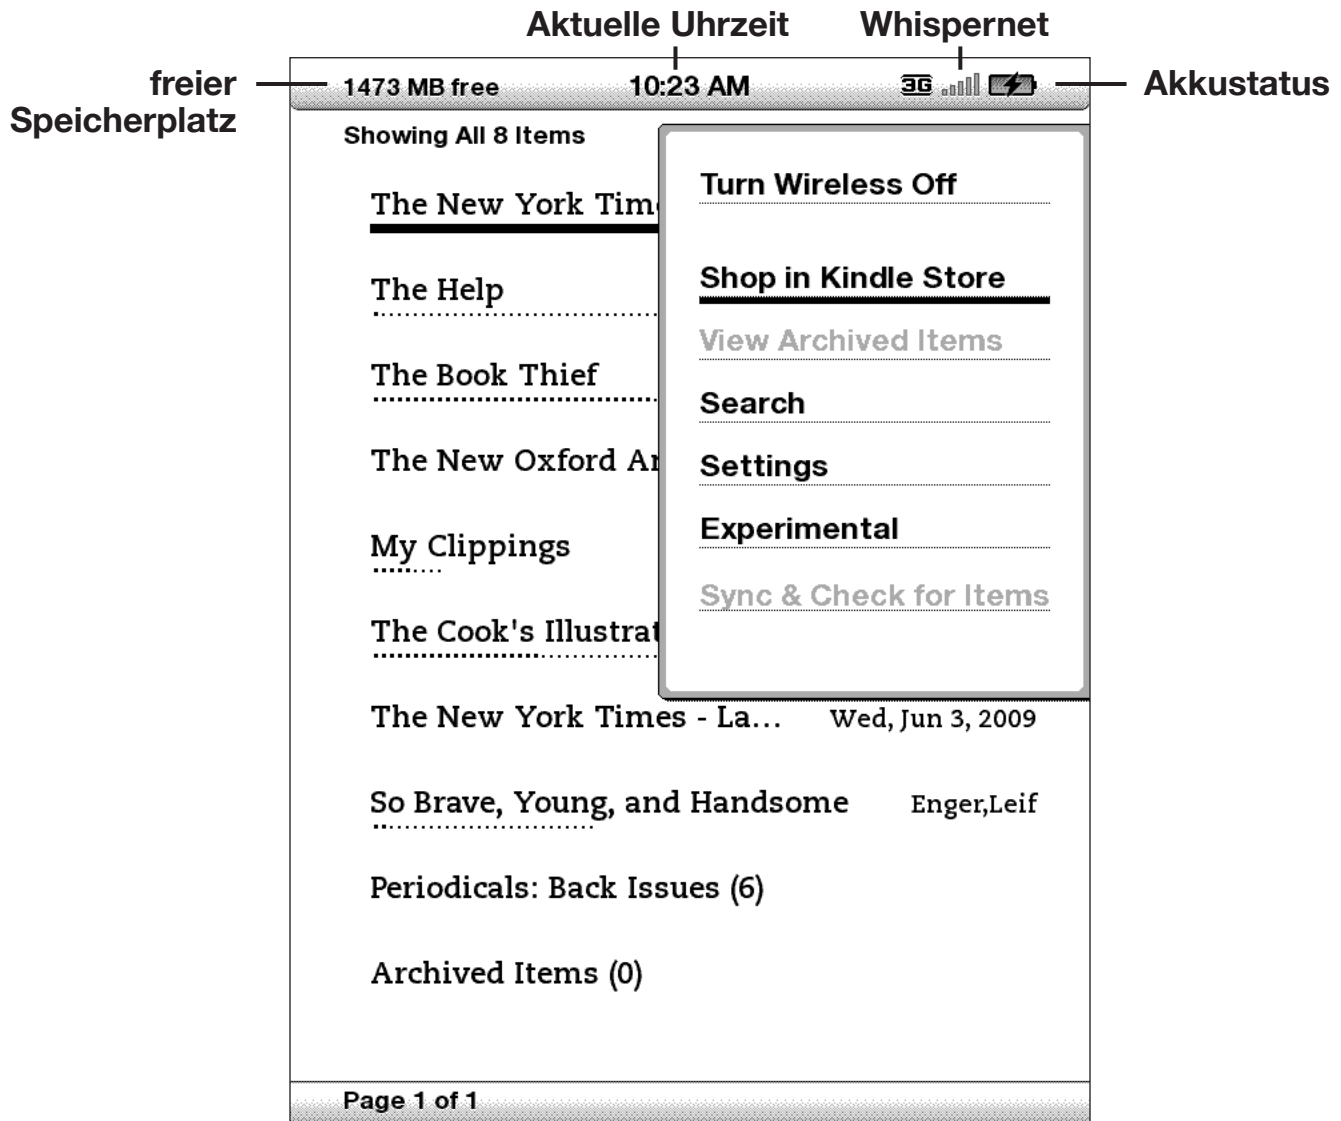 Aktuelle Uhrzeit
Whispernet
freier
Speicherplatz
Akkustatus
1473 MB free
10:23 AM
3G
Showing All 8 Items
The New York Tim
The Help
The Book Thief
The New Oxford A
My Clippings
The Cook's Illustrat
The New York Times - La... Wed, Jun 3, 2009
So Brave, Young, and Handsome Enger,Leif
Periodicals: Back Issues (6)
Archived Items (0)
Turn Wireless Off
Shop in Kindle Store
View Archived Items
Search
Settings
Experimental
Sync & Check for Items
Page 1 of 1